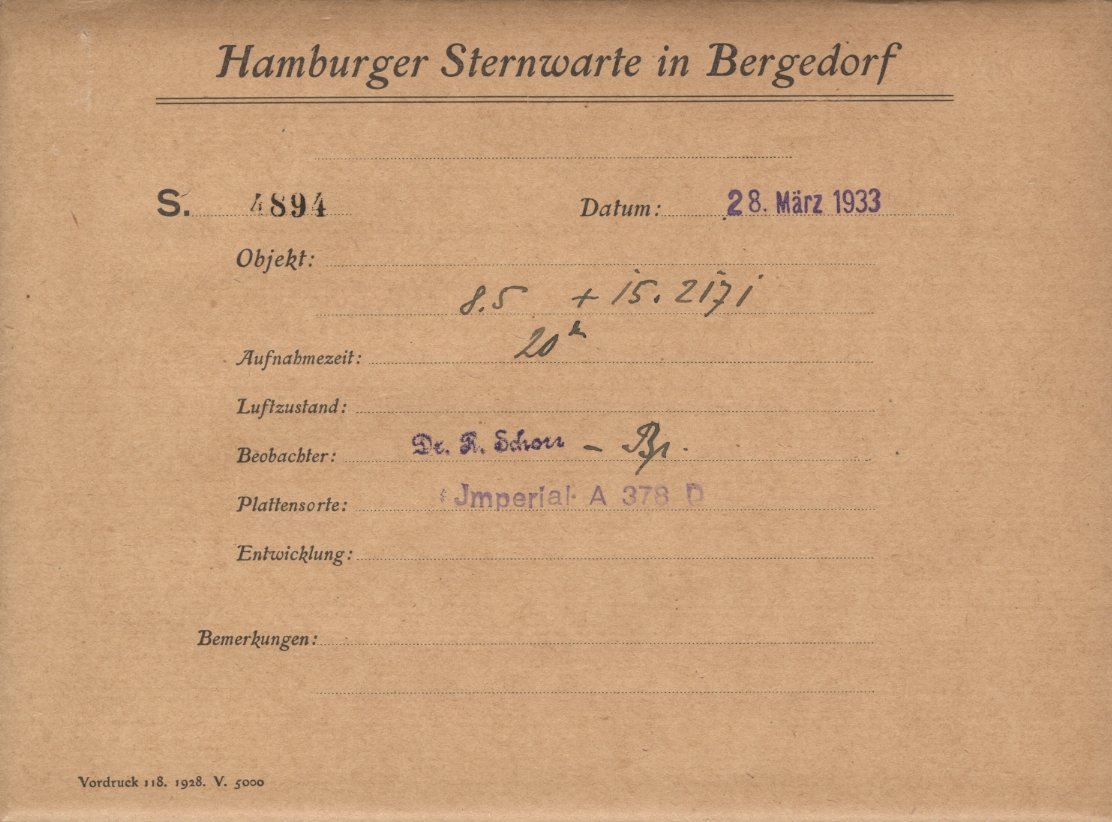 Hamburger Sternwarte in Bergedorf
S. 4894 Datum: 28. März 1933
Objekt:
8.5 + 15.2171
Aufnahmezeit: 20m
Luftzustand:
Beobachter: Dr. R. Schorr – Br.
Plattensorte: Jmperial A 378 D
Entwicklung:
Bemerkungen:
Vordruck 118. 1928. V. 5000